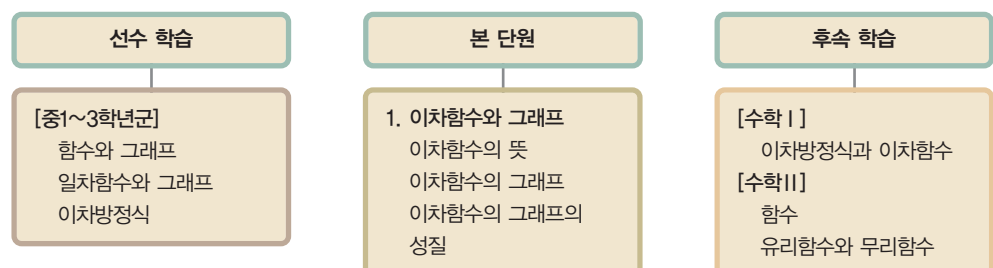 선수 학습
[중1~3학년군]
함수와 그래프
일차함수와 그래프
이차방정식
본 단원
1. 이차함수와 그래프
이차함수의 뜻
이차함수의 그래프
이차함수의 그래프의
성질
후속 학습
[수학Ⅰ]
이차방정식과 이차함수
[수학II]
함수
유리함수와 무리함수